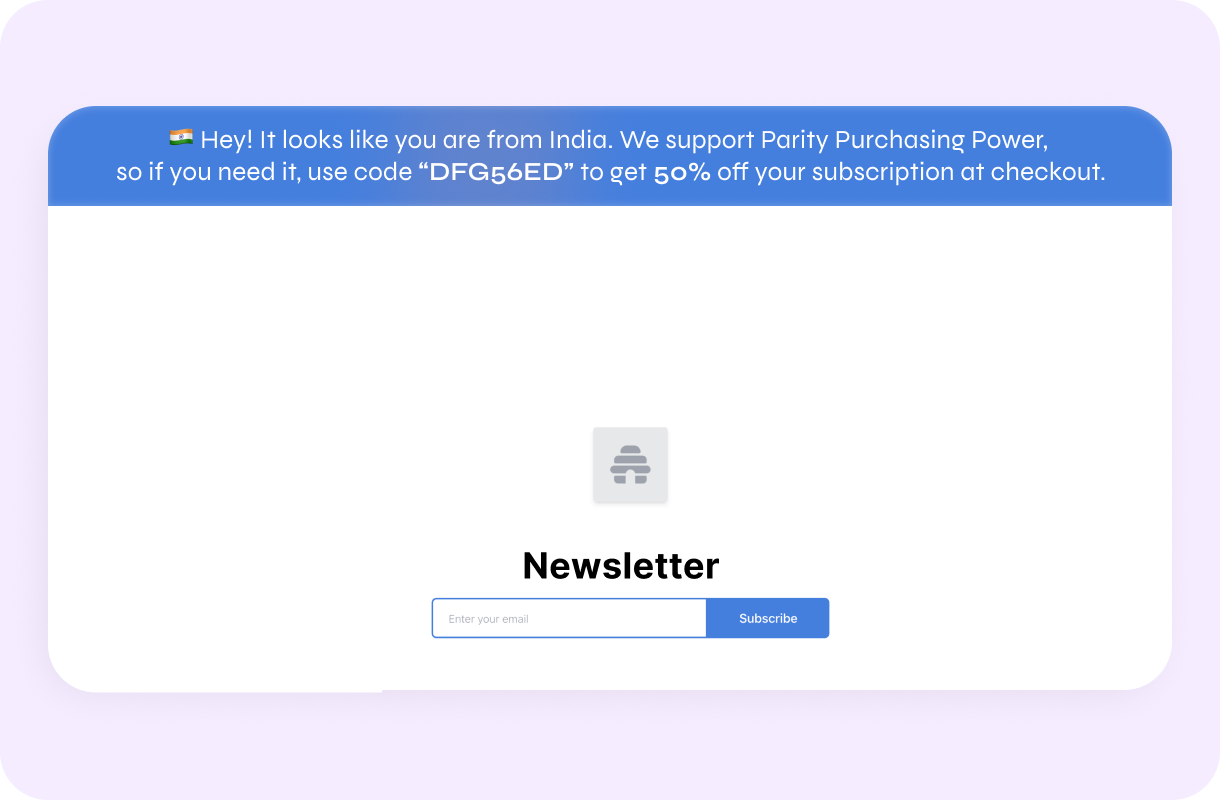 🇮🇳 Hey! It looks like you are from India. We support Parity Purchasing Power,
so if you need it, use code “DFG56ED” to get 50% off your subscription at checkout.
Newsletter
Enter your email
Subscribe